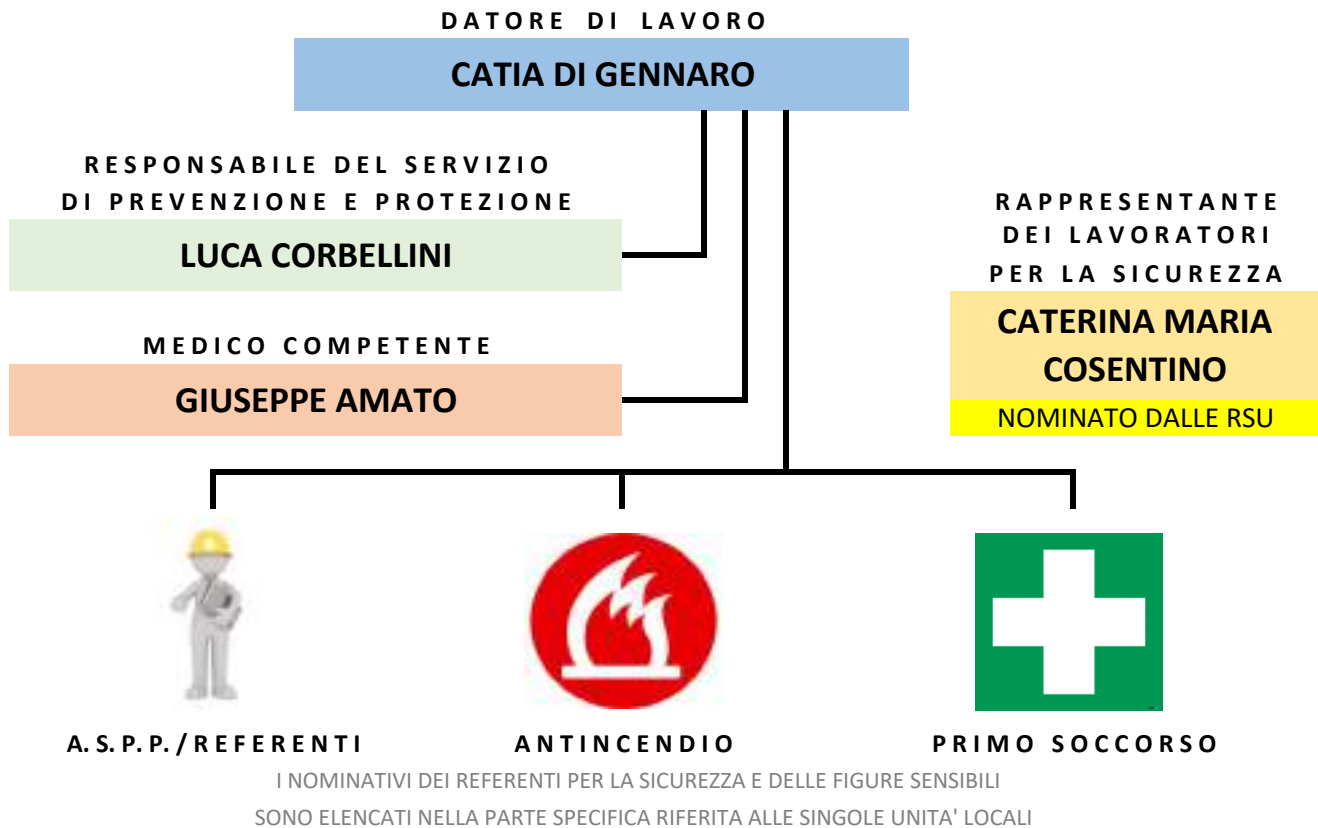 DATORE DI LAVORO
CATIA DI GENNARO
RESPONSABILE DEL SERVIZIO
DI PREVENZIONE E PROTEZIONE
LUCA CORBELLINI
MEDICO COMPETENTE
GIUSEPPE AMATO
RAPPRESENTANTE
DEI LAVORATORI
PER LA SICUREZZA
CATERINA MARIA
COSENTINO
NOMINATO DALLE RSU
A.S.P.P./REFERENTI
ANTINCENDIO
PRIMO SOCCORSO
I NOMINATIVI DEI REFERENTI PER LA SICUREZZA E DELLE FIGURE SENSIBILI
SONO ELENCATI NELLA PARTE SPECIFICA RIFERITA ALLE SINGOLE UNITA' LOCALI